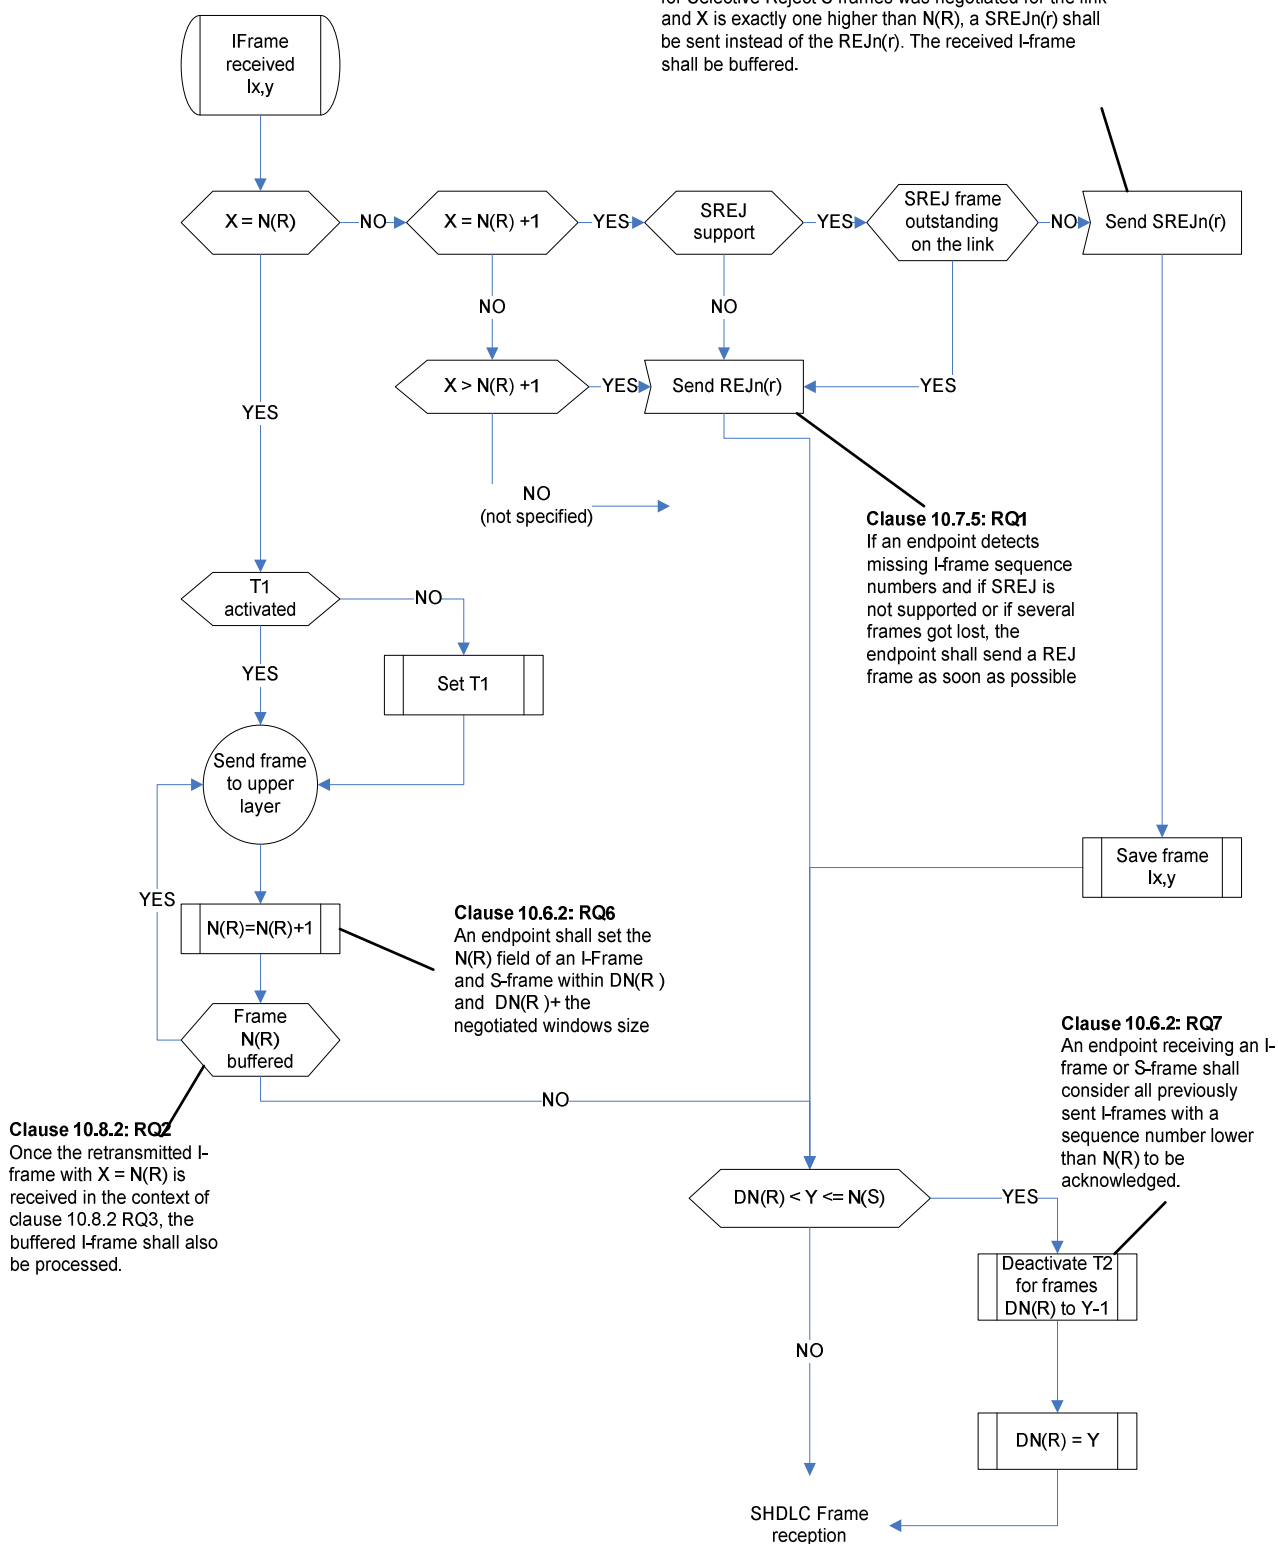 for Selective Reject S-frames was negotiated for the link
and X is exactly one higher than N(R), a SREJn(r) shall
be sent instead of the REJn(r). The received I-frame
shall be buffered.
IFrame
received
Ix,y
X = N(R)
NO
X = N(R) +1
YES
SREJ
support
YES
SREJ frame
outstanding
on the link
NO
Send SREJn(r)
NO
NO
X > N(R) +1
YES
Send REJn(r)
YES
YES
NO
(not specified)
Clause 10.7.5: RQ1
If an endpoint detects
missing I-frame sequence
numbers and if SREJ is
not supported or if several
frames got lost, the
endpoint shall send a REJ
frame as soon as possible
T1
activated
NO
YES
Set T1
Send frame
to upper
layer
Save frame
Ix,y
YES
N(R)=N(R)+1
Clause 10.6.2: RQ6
An endpoint shall set the
N(R) field of an I-Frame
and S-frame within DN(R )
and DN(R )+ the
negotiated windows size
Frame
N(R)
buffered
Clause 10.6.2: RQ7
An endpoint receiving an I-
frame or S-frame shall
consider all previously
sent I-frames with a
sequence number lower
than N(R) to be
acknowledged.
NO
Clause 10.8.2: RQ2
Once the retransmitted I-
frame with X = N(R) is
received in the context of
clause 10.8.2 RQ3, the
buffered I-frame shall also
be processed.
DN(R) < Y <= N(S)
YES
Deactivate T2
for frames
DN(R) to Y-1
NO
DN(R) = Y
SHDLC Frame
reception